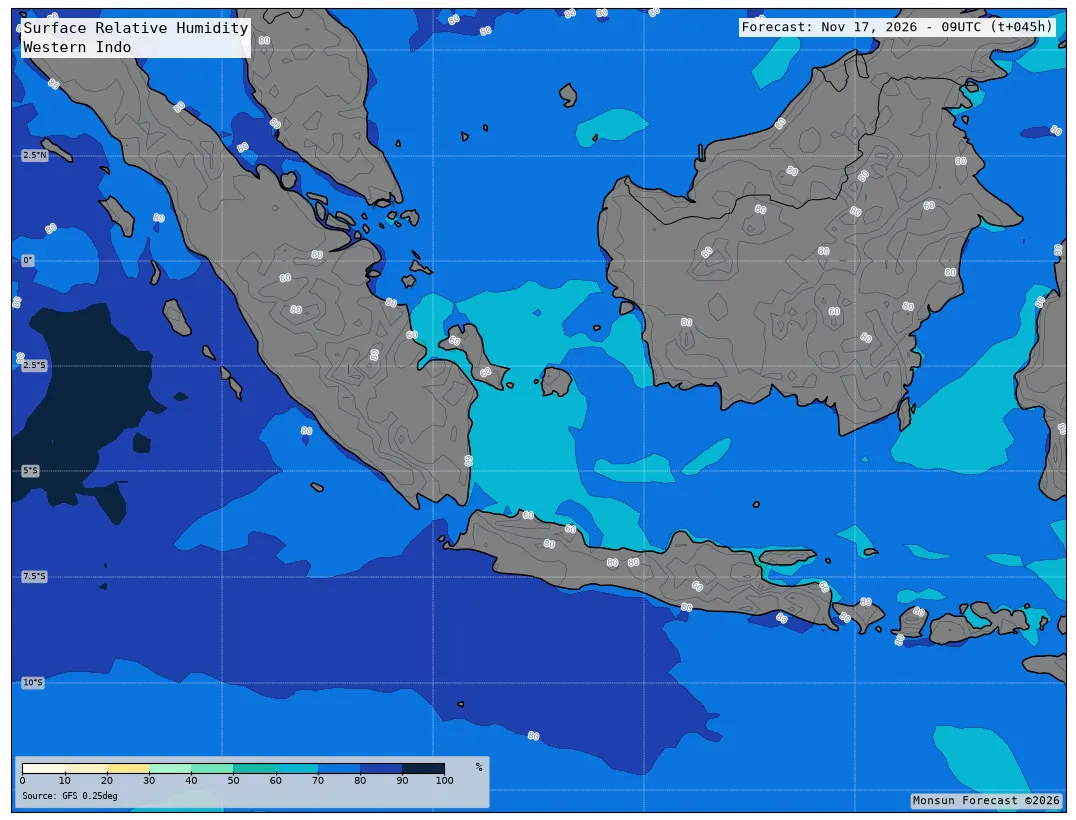 Surface Relative Humidity
Western Indo
Forecast: Nov 17, 2026 - 09UTC (t+045h)
2.5°N
0°
2.5°S
5°S
7.5°S
10°S
%
0 10 20 30 40 50 60 70 80 90 100
Source: GFS 0.25deg
Monsun Forecast ©2026